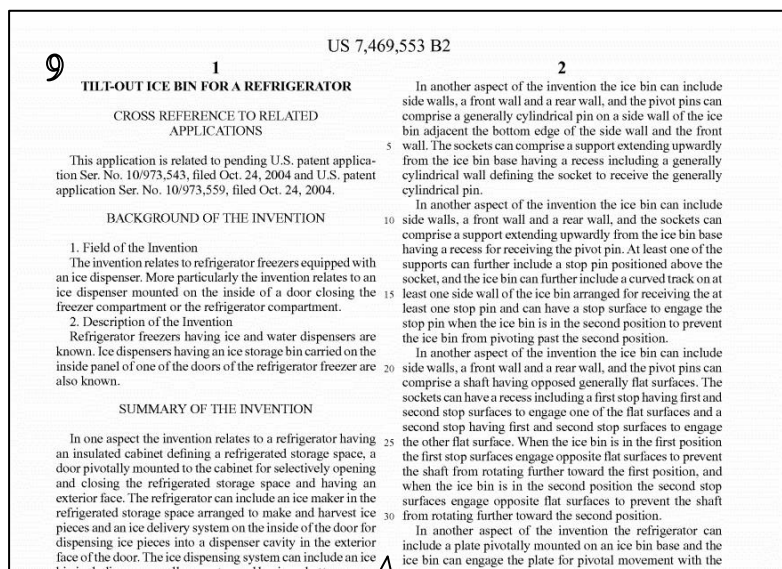 US 7,469,553 B2
9
1
TILT-OUT ICE BIN FOR A REFRIGERATOR
CROSS REFERENCE TO RELATED
APPLICATIONS
This application is related to pending U.S. patent applica-
tion Ser. No. 10/973,543, filed Oct. 24, 2004 and U.S. patent
application Ser. No. 10/973,559, filed Oct. 24, 2004.
BACKGROUND OF THE INVENTION
1. Field of the Invention
The invention relates to refrigerator freezers equipped with
an ice dispenser. More particularly the invention relates to an
ice dispenser mounted on the inside of a door closing the
freezer compartment or the refrigerator compartment.
2. Description of the Invention
Refrigerator freezers having ice and water dispensers are
known. Ice dispensers having an ice storage bin carried on the
inside panel of one of the doors of the refrigerator freezer are
also known.
SUMMARY OF THE INVENTION
In one aspect the invention relates to a refrigerator having
an insulated cabinet defining a refrigerated storage space, a
door pivotally mounted to the cabinet for selectively opening
and closing the refrigerated storage space and having an
exterior face. The refrigerator can include an ice maker in the
refrigerated storage space arranged to make and harvest ice
pieces and an ice delivery system on the inside of the door for
dispensing ice pieces into a dispenser cavity in the exterior
face of the door. The ice dispensing system can include an ice
5
10
15
20
25
30
2
In another aspect of the invention the ice bin can include
side walls, a front wall and a rear wall, and the pivot pins can
comprise a generally cylindrical pin on a side wall of the ice
bin adjacent the bottom edge of the side wall and the front
wall. The sockets can comprise a support extending upwardly
from the ice bin base having a recess including a generally
cylindrical wall defining the socket to receive the generally
cylindrical pin.
In another aspect of the invention the ice bin can include
side walls, a front wall and a rear wall, and the sockets can
comprise a support extending upwardly from the ice bin base
having a recess for receiving the pivot pin. At least one of the
supports can further include a stop pin positioned above the
socket, and the ice bin can further include a curved track on at
least one side wall of the ice bin arranged for receiving the at
least one stop pin and can have a stop surface to engage the
stop pin when the ice bin is in the second position to prevent
the ice bin from pivoting past the second position.
In another aspect of the invention the ice bin can include
side walls, a front wall and a rear wall, and the pivot pins can
comprise a shaft having opposed generally flat surfaces. The
sockets can have a recess including a first stop having first and
second stop surfaces to engage one of the flat surfaces and a
second stop having first and second stop surfaces to engage
the other flat surface. When the ice bin is in the first position
the first stop surfaces engage opposite flat surfaces to prevent
the shaft from rotating further toward the first position, and
when the ice bin is in the second position the second stop
surfaces engage opposite flat surfaces to prevent the shaft
from rotating further toward the second position.
In another aspect of the invention the refrigerator can
include a plate pivotally mounted on an ice bin base and the
ice bin can engage the plate for pivotal movement with the